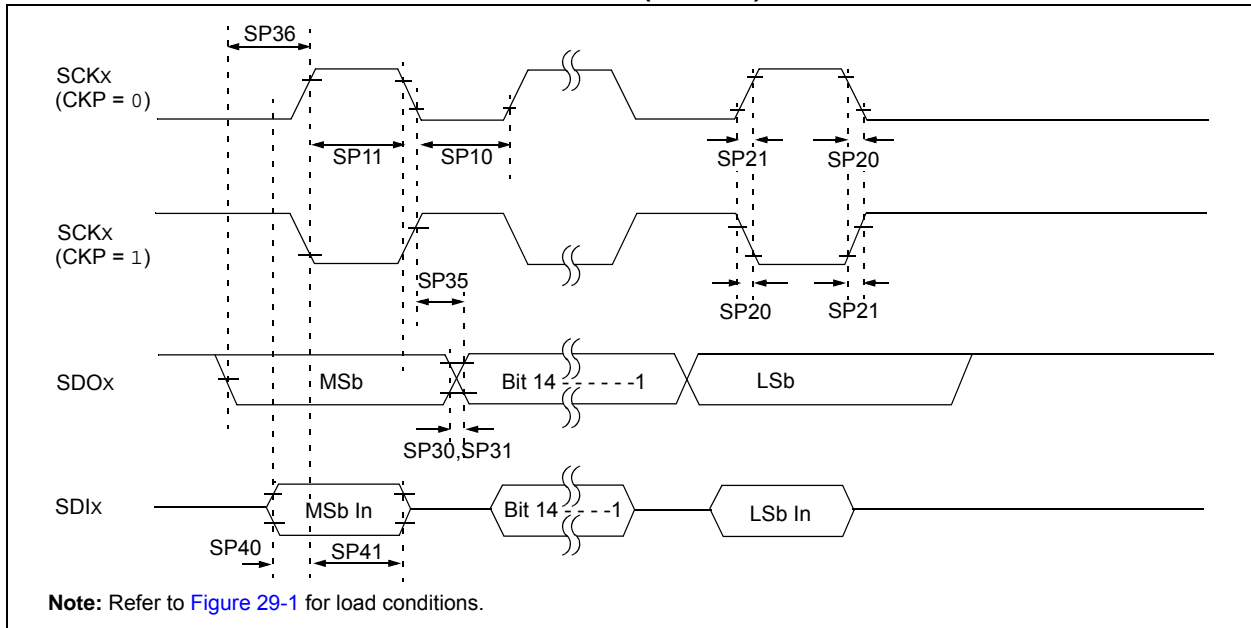 SP36
SCKx
(CKP = 0)
SP11
SP10
SP21
SP20
SCKx
(CKP = 1)
SP35
SP20
SP21
SDOx
MSb
Bit 14 - - - - - -1
LSb
SP30,SP31
SDIx
MSb In
Bit 14 - - - -1
LSb In
SP40
SP41
Note: Refer to Figure 29-1 for load conditions.